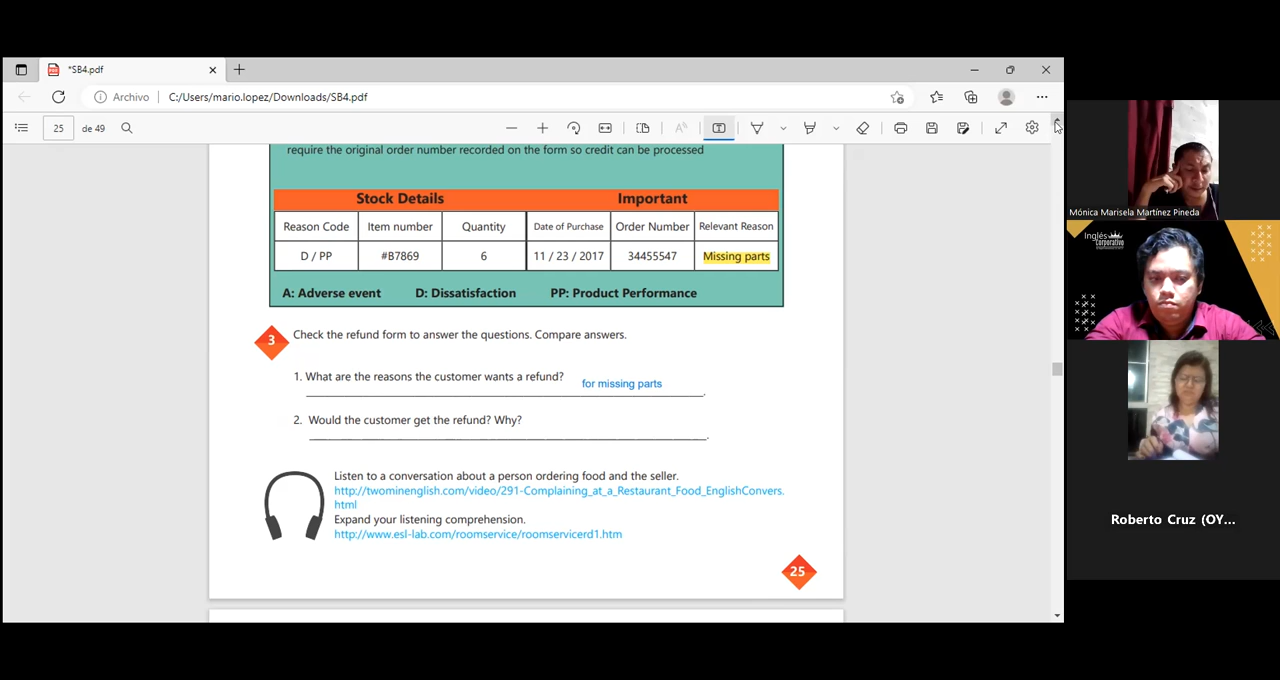 *SB4.pdf
Archivo
C:/Users/mario.lopez/Downloads/SB4.pdf
25
de 49
require the original order number recorded on the form so credit can be processed
Stock Details Important
Reason Code Item number Quantity Date of Purchase Order Number Relevant Reason
D / PP #B7869 6 11 / 23 / 2017 34455547 Missing parts
A: Adverse event D: Dissatisfaction PP: Product Performance
3 Check the refund form to answer the questions. Compare answers.
1. What are the reasons the customer wants a refund? for missing parts
2. Would the customer get the refund? Why?
Listen to a conversation about a person ordering food and the seller.
http://twominenglish.com/video/291-Complaining_at_a_Restaurant_Food_EnglishConvers.
html
Expand your listening comprehension.
http://www.esl-lab.com/roomservice/roomservicerd1.htm
25
Mónica Marisela Martínez Pineda
Inglés
Corporativo
Roberto Cruz (OY...